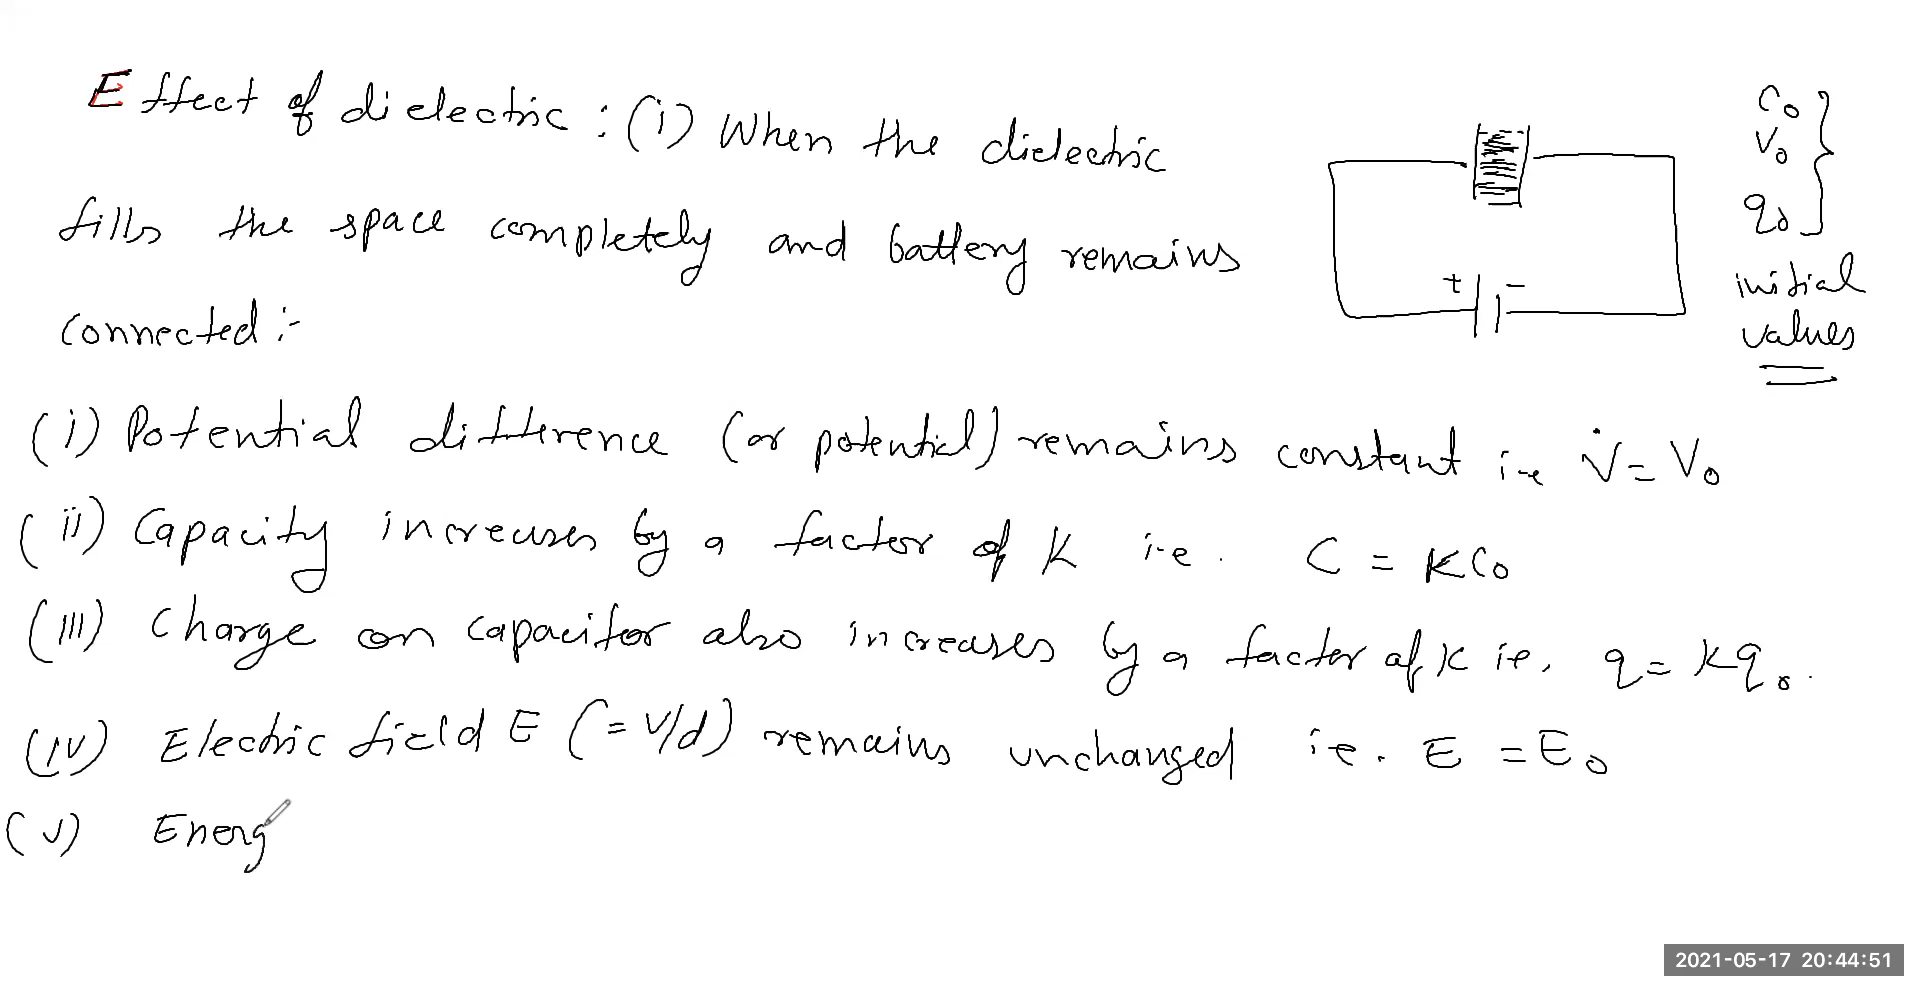 Effect of dielectric : (i) When the dielectric
fills the space completely and battery remains
connected :-
C₀
V₀
q₀
initial
values
+ -
(i) Potential difference (or potential) remains constant i.e V = V₀
(ii) Capacity increases by a factor of K i.e. C = KC₀
(III) Charge on capacitor also increases by a factor of K ie. q = Kq₀.
(IV) Electric field E (= V/d) remains unchanged ie. E = E₀
(V) Energ
2021-05-17 20:44:51